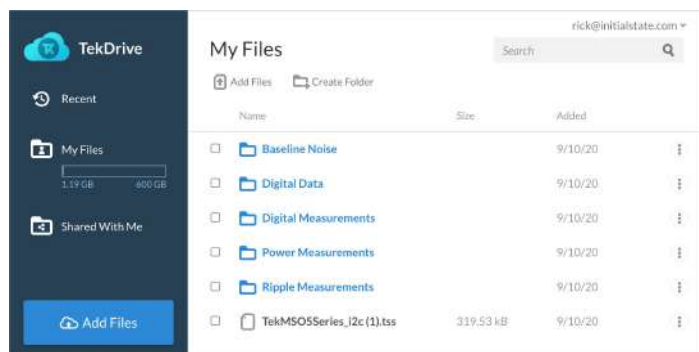 rick@initialstate.com
TekDrive
My Files
Search
Add Files
Create Folder
Recent
Name
Size
Added
My Files
Baseline Noise
9/10/20
1.19 GB
600 GB
Digital Data
9/10/20
Shared With Me
Digital Measurements
9/10/20
Power Measurements
9/10/20
Ripple Measurements
9/10/20
Add Files
TekMSO5Series_i2c (1).tss
319.53 kB
9/10/20